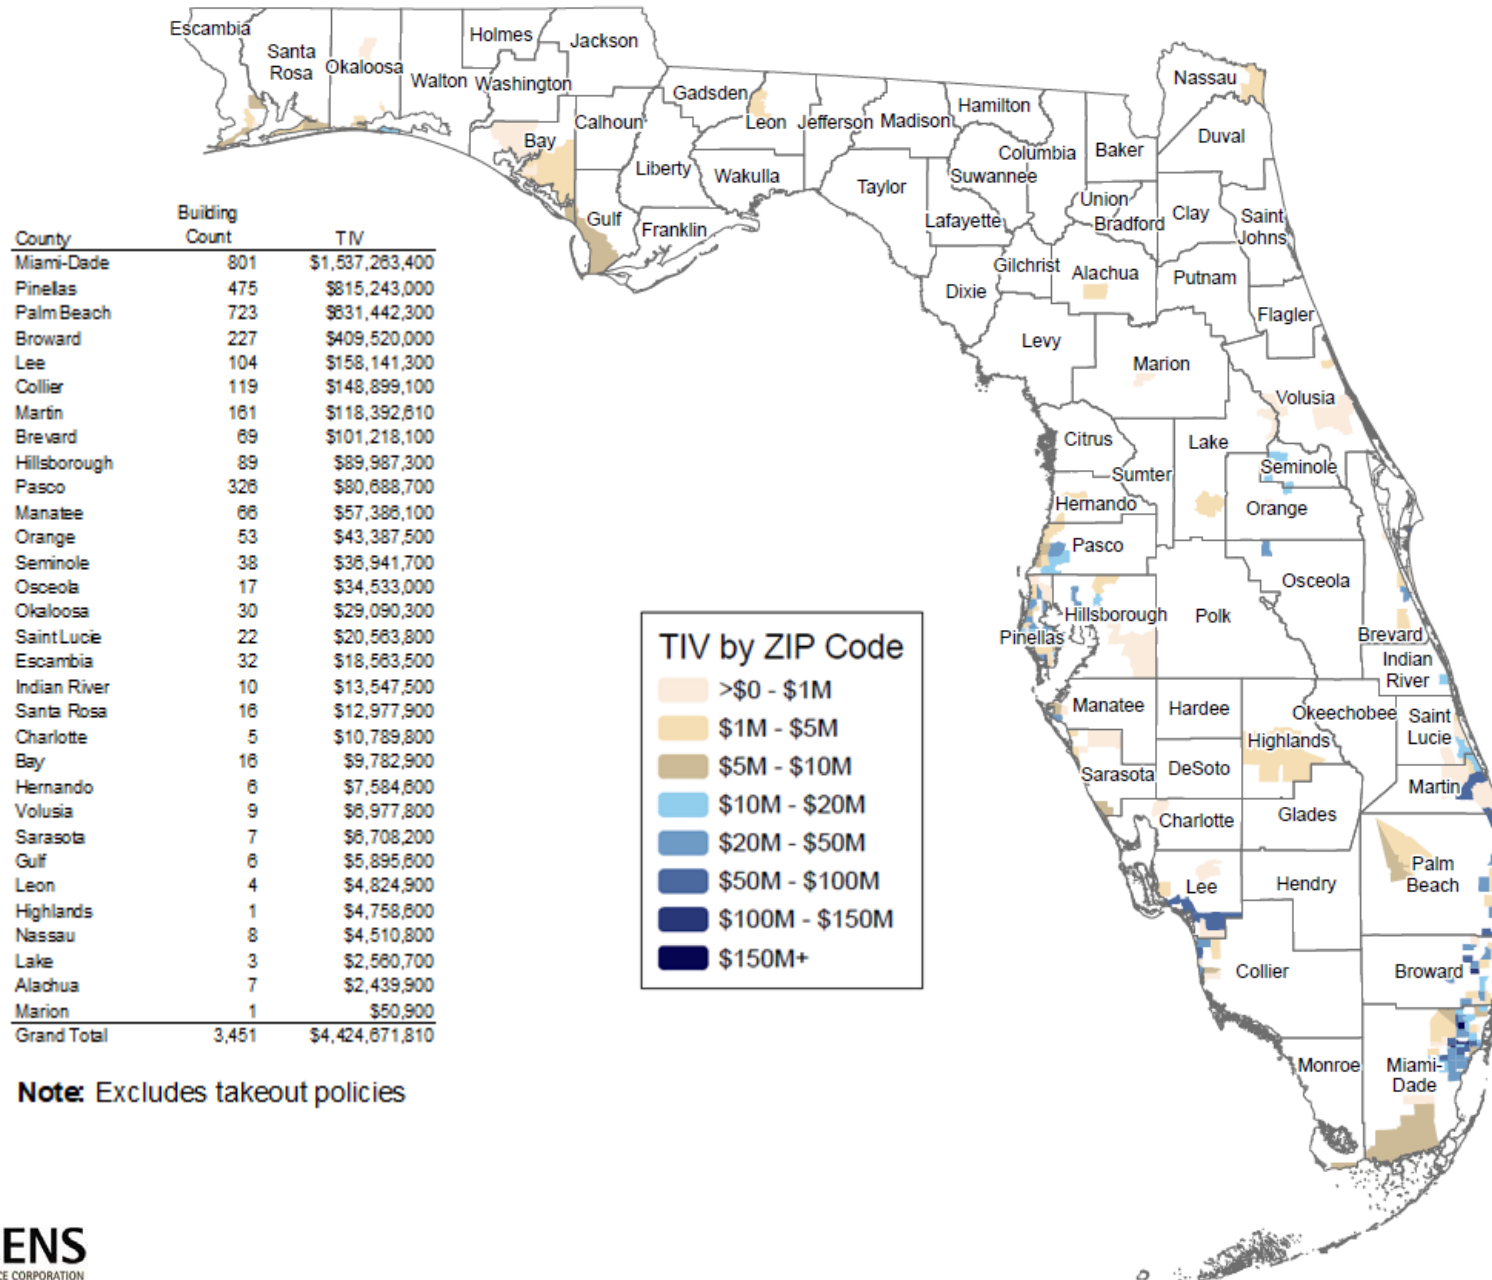 Building
County Count TIV
Miami-Dade 801 $1,537,263,400
Pinellas 475 $815,243,000
Palm Beach 723 $631,442,300
Broward 227 $409,520,000
Lee 104 $158,141,300
Collier 119 $148,899,100
Martin 161 $118,392,610
Brevard 69 $101,218,100
Hillsborough 89 $89,987,300
Pasco 326 $80,688,700
Manatee 66 $57,386,100
Orange 53 $43,387,500
Seminole 38 $36,941,700
Osceola 17 $34,533,000
Okaloosa 30 $29,090,300
Saint Lucie 22 $20,563,800
Escambia 32 $18,563,500
Indian River 10 $13,547,500
Santa Rosa 16 $12,977,900
Charlotte 5 $10,789,800
Bay 16 $9,782,900
Hernando 6 $7,584,600
Volusia 9 $6,977,800
Sarasota 7 $6,708,200
Gulf 6 $5,895,600
Leon 4 $4,824,900
Highlands 1 $4,758,600
Nassau 8 $4,510,800
Lake 3 $2,560,700
Alachua 7 $2,439,900
Marion 1 $50,900
Grand Total 3,451 $4,424,671,810
Note: Excludes takeout policies
ENS
CE CORPORATION
TIV by ZIP Code
>$0 - $1M
$1M - $5M
$5M - $10M
$10M - $20M
$20M - $50M
$50M - $100M
$100M - $150M
$150M+
Escambia
Santa
Rosa
Okaloosa
Walton
Holmes
Washington
Jackson
Bay
Calhoun
Gulf
Liberty
Franklin
Gadsden
Leon
Wakulla
Jefferson
Madison
Taylor
Hamilton
Suwannee
Lafayette
Columbia
Dixie
Gilchrist
Baker
Union
Bradford
Nassau
Duval
Clay
Saint
Johns
Alachua
Putnam
Flagler
Levy
Marion
Volusia
Citrus
Sumter
Lake
Seminole
Orange
Hernando
Pasco
Pinellas
Hillsborough
Polk
Osceola
Brevard
Indian
River
Manatee
Hardee
Okeechobee
Saint
Lucie
Highlands
Sarasota
DeSoto
Martin
Charlotte
Glades
Lee
Hendry
Palm
Beach
Collier
Broward
Monroe
Miami-
Dade